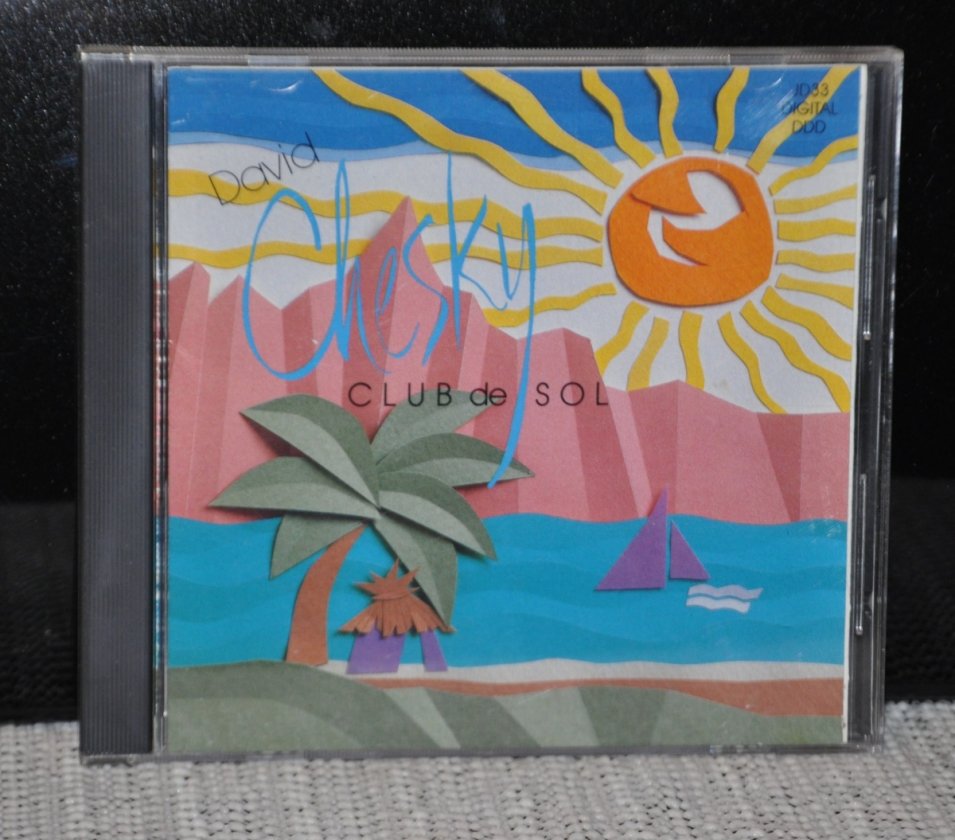 David
Chesky
CLUB de SOL
JD33
DIGITAL
DDD